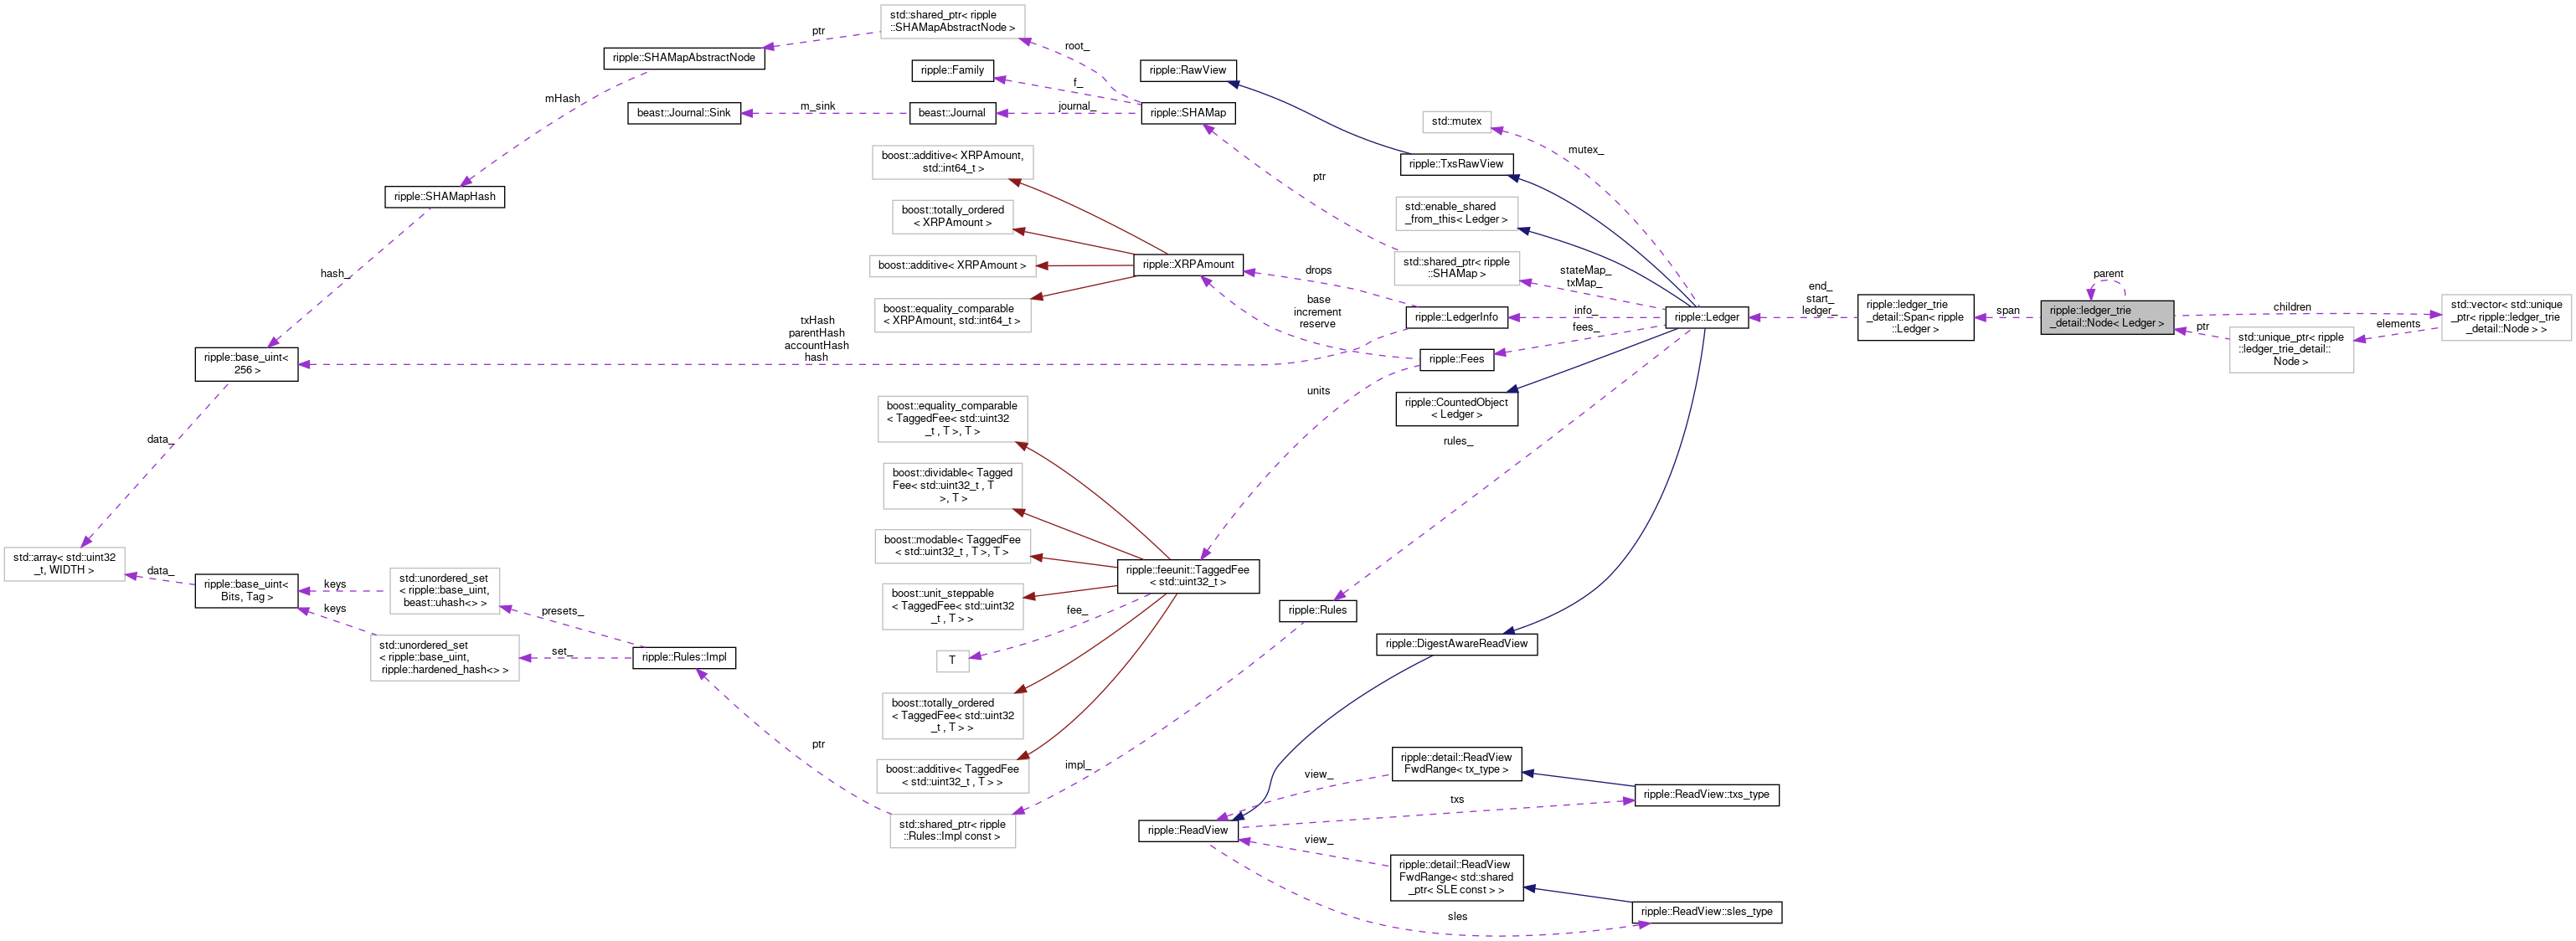 std::shared_ptr< ripple
::SHAMapAbstractNode >
ptr
root_
ripple::SHAMapAbstractNode
ripple::Family
f_
ripple::RawView
mHash
beast::Journal::Sink
m_sink
beast::Journal
journal_
ripple::SHAMap
std::mutex
mutex_
boost::additive< XRPAmount,
std::int64_t >
ripple::TxsRawView
ptr
ripple::SHAMapHash
boost::totally_ordered
< XRPAmount >
std::enable_shared
_from_this< Ledger >
hash_
boost::additive< XRPAmount >
ripple::XRPAmount
drops
std::shared_ptr< ripple
::SHAMap >
stateMap_
txMap_
boost::equality_comparable
< XRPAmount, std::int64_t >
base
increment
reserve
ripple::LedgerInfo
info_
fees_
ripple::Ledger
end_
start_
ledger_
ripple::ledger_trie
_detail::Span< ripple
::Ledger >
span
parent
ripple::ledger_trie
_detail::Node< Ledger >
children
ptr
elements
std::vector< std::unique
_ptr< ripple::ledger_trie
_detail::Node > >
std::unique_ptr< ripple
::ledger_trie_detail::
Node >
txHash
parentHash
accountHash
hash
ripple::base_uint<
256 >
ripple::Fees
units
ripple::CountedObject
< Ledger >
rules_
data_
boost::equality_comparable
< TaggedFee< std::uint32
_t , T >, T >
boost::dividable< Tagged
Fee< std::uint32_t , T
>, T >
boost::modable< TaggedFee
< std::uint32_t , T >, T >
std::array< std::uint32
_t, WIDTH >
data_
ripple::base_uint<
Bits, Tag >
keys
keys
std::unordered_set
< ripple::base_uint,
beast::uhash<> >
presets_
boost::unit_steppable
< TaggedFee< std::uint32
_t , T > >
ripple::feeunit::TaggedFee
< std::uint32_t >
fee_
ripple::Rules
std::unordered_set
< ripple::base_uint,
ripple::hardened_hash<> >
set_
ripple::Rules::Impl
T
ripple::DigestAwareReadView
boost::totally_ordered
< TaggedFee< std::uint32
_t , T > >
ptr
impl_
boost::additive< TaggedFee
< std::uint32_t , T > >
ripple::detail::ReadView
FwdRange< tx_type >
view_
txs
ripple::ReadView::txs_type
std::shared_ptr< ripple
::Rules::Impl const >
ripple::ReadView
view_
ripple::detail::ReadView
FwdRange< std::shared
_ptr< SLE const > >
sles
ripple::ReadView::sles_type